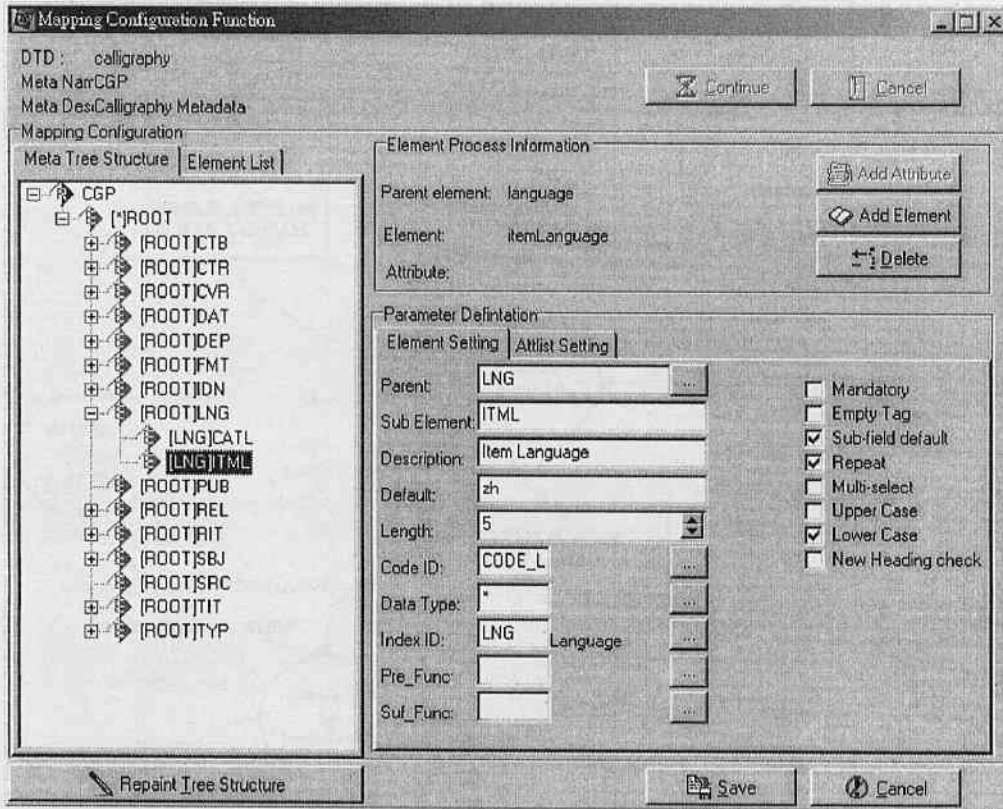 Mapping Configuration Function
DTD : calligraphy
Meta NarrCGP
Meta DesiCalligraphy Metadata
Continue
Cancel
Mapping Configuration
Meta Tree Structure
Element List
CGP
[*]ROOT
[ROOT]CTB
[ROOT]CTR
[ROOT]CVR
[ROOT]DAT
[ROOT]DEP
[ROOT]FMT
[ROOT]IDN
[ROOT]LNG
[LNG]CATL
[LNG]ITML
[ROOT]PUB
[ROOT]REL
[ROOT]RIT
[ROOT]SBJ
[ROOT]SRC
[ROOT]TIT
[ROOT]TYP
Repaint Tree Structure
Element Process Information
Parent element: language
Element: itemLanguage
Attribute:
Add Attribute
Add Element
Delete
Parameter Defintation
Element Setting
Attlist Setting
Parent: LNG ...
Sub Element: ITML
Description: Item Language
Default: zh
Length: 5
Code ID: CODE_L ...
Data Type: * ...
Index ID: LNG Language ...
Pre_Func: ...
Suf_Func: ...
Mandatory
Empty Tag
Sub-field default
Repeat
Multi-select
Upper Case
Lower Case
New Heading check
Save
Cancel